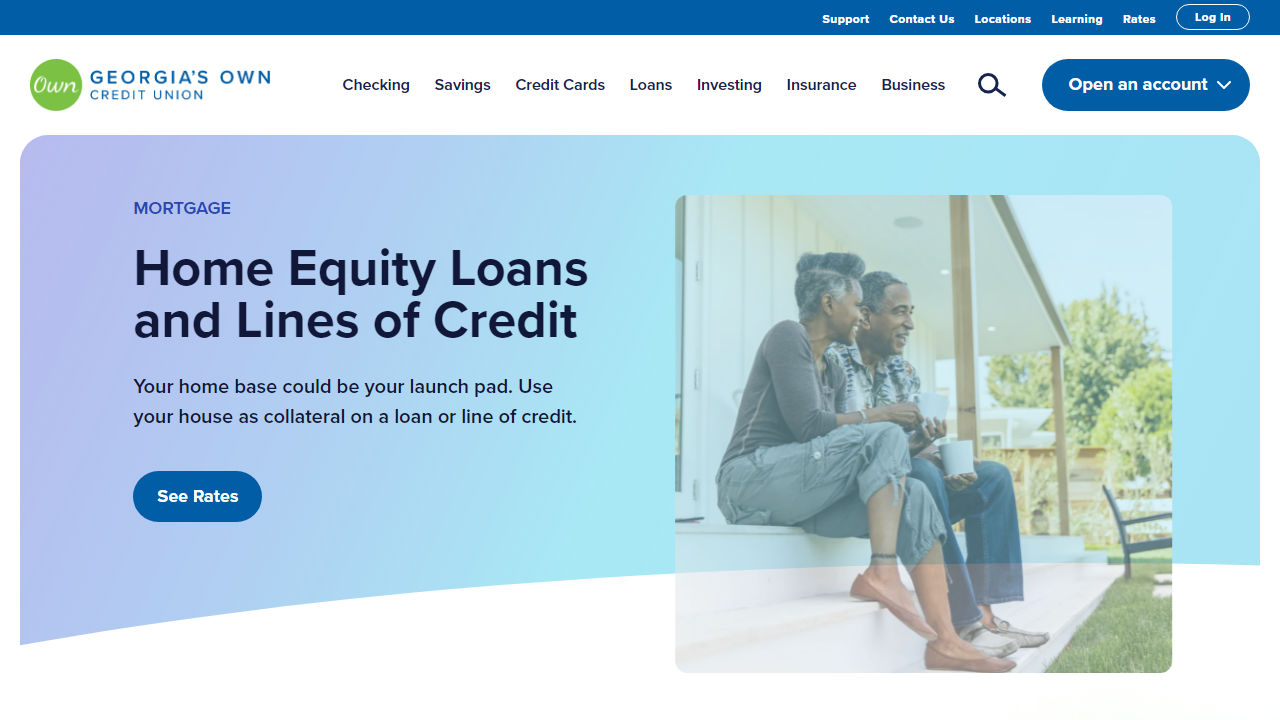 Support Contact Us Locations Learning Rates Log In
Own GEORGIA'S OWN
CREDIT UNION
Checking Savings Credit Cards Loans Investing Insurance Business Open an account
MORTGAGE
Home Equity Loans
and Lines of Credit
Your home base could be your launch pad. Use
your house as collateral on a loan or line of credit.
See Rates